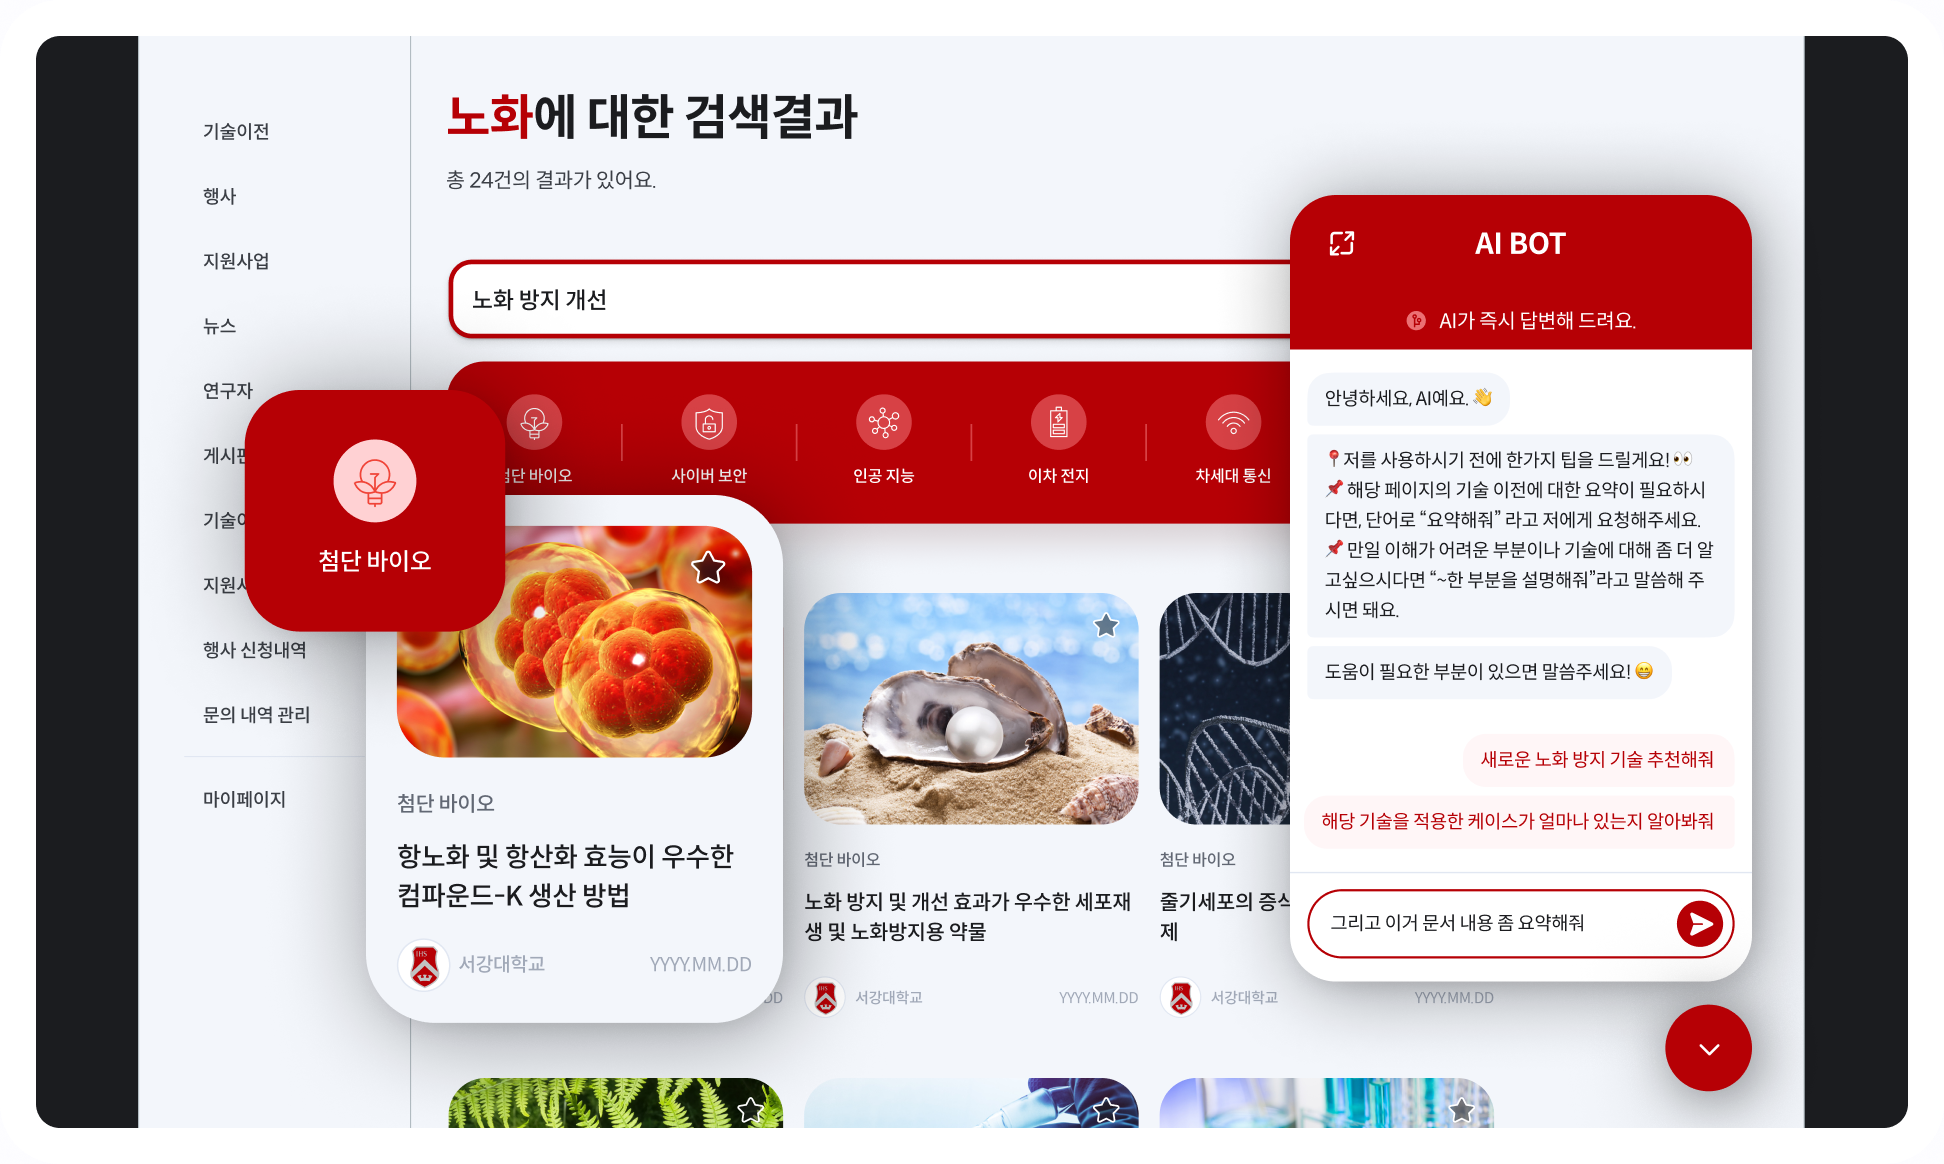 기술이전
행사
지원사업
뉴스
연구자
행사 신청내역
문의 내역 관리
마이페이지
노화에 대한 검색결과
총 24건의 결과가 있어요.
노화 방지 개선
바이오
사이버 보안
인공 지능
이차 전지
차세대 통신
첨단 바이오
첨단 바이오
항노화 및 항산화 효능이 우수한
컴파운드-K 생산 방법
IHS
서강대학교
YYYY.MM.DD
첨단 바이오
노화 방지 및 개선 효과가 우수한 세포재
생 및 노화방지용 약물
IHS
서강대학교
YYYY.MM.DD
첨단 바이오
줄기세포의
제
IHS
서강대학교
YYYY.MM.DD
AI BOT
AI가 즉시 답변해 드려요.
안녕하세요, AI예요. 👋
📍저를 사용하시기 전에 한가지 팁을 드릴게요! 👀
📌 해당 페이지의 기술 이전에 대한 요약이 필요하시
다면, 단어로 “요약해줘” 라고 저에게 요청해주세요.
📌 만일 이해가 어려운 부분이나 기술에 대해 좀 더 알
고싶으시다면 “~한 부분을 설명해줘”라고 말씀해 주
시면 돼요.
도움이 필요한 부분이 있으면 말씀주세요! 😁
새로운 노화 방지 기술 추천해줘
해당 기술을 적용한 케이스가 얼마나 있는지 알아봐줘
그리고 이거 문서 내용 좀 요약해줘